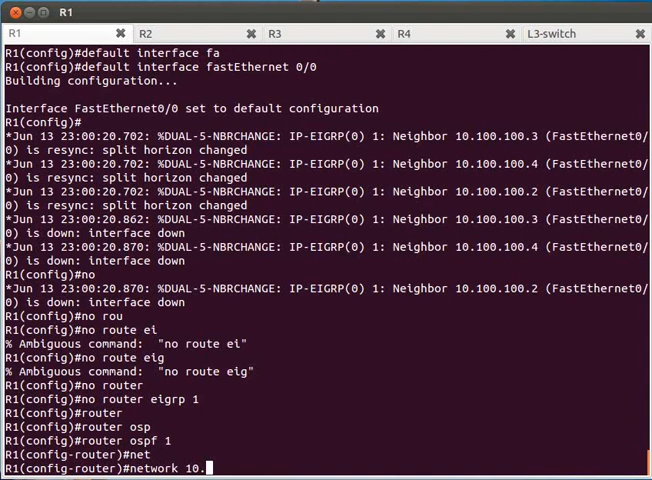 R1
R1
R2
R3
R4
L3-switch
R1(config)#default interface fa
R1(config)#default interface fastEthernet 0/0
Building configuration...
Interface FastEthernet0/0 set to default configuration
R1(config)#
*Jun 13 23:00:20.702: %DUAL-5-NBRCHANGE: IP-EIGRP(0) 1: Neighbor 10.100.100.3 (FastEthernet0/
0) is resync: split horizon changed
*Jun 13 23:00:20.702: %DUAL-5-NBRCHANGE: IP-EIGRP(0) 1: Neighbor 10.100.100.4 (FastEthernet0/
0) is resync: split horizon changed
*Jun 13 23:00:20.702: %DUAL-5-NBRCHANGE: IP-EIGRP(0) 1: Neighbor 10.100.100.2 (FastEthernet0/
0) is resync: split horizon changed
*Jun 13 23:00:20.862: %DUAL-5-NBRCHANGE: IP-EIGRP(0) 1: Neighbor 10.100.100.3 (FastEthernet0/
0) is down: interface down
*Jun 13 23:00:20.870: %DUAL-5-NBRCHANGE: IP-EIGRP(0) 1: Neighbor 10.100.100.4 (FastEthernet0/
0) is down: interface down
R1(config)#no
*Jun 13 23:00:20.870: %DUAL-5-NBRCHANGE: IP-EIGRP(0) 1: Neighbor 10.100.100.2 (FastEthernet0/
0) is down: interface down
R1(config)#no rou
R1(config)#no route ei
% Ambiguous command:  "no route ei"
R1(config)#no route eig
% Ambiguous command:  "no route eig"
R1(config)#no router
R1(config)#no router eigrp 1
R1(config)#router
R1(config)#router osp
R1(config)#router ospf 1
R1(config-router)#net
R1(config-router)#network 10.